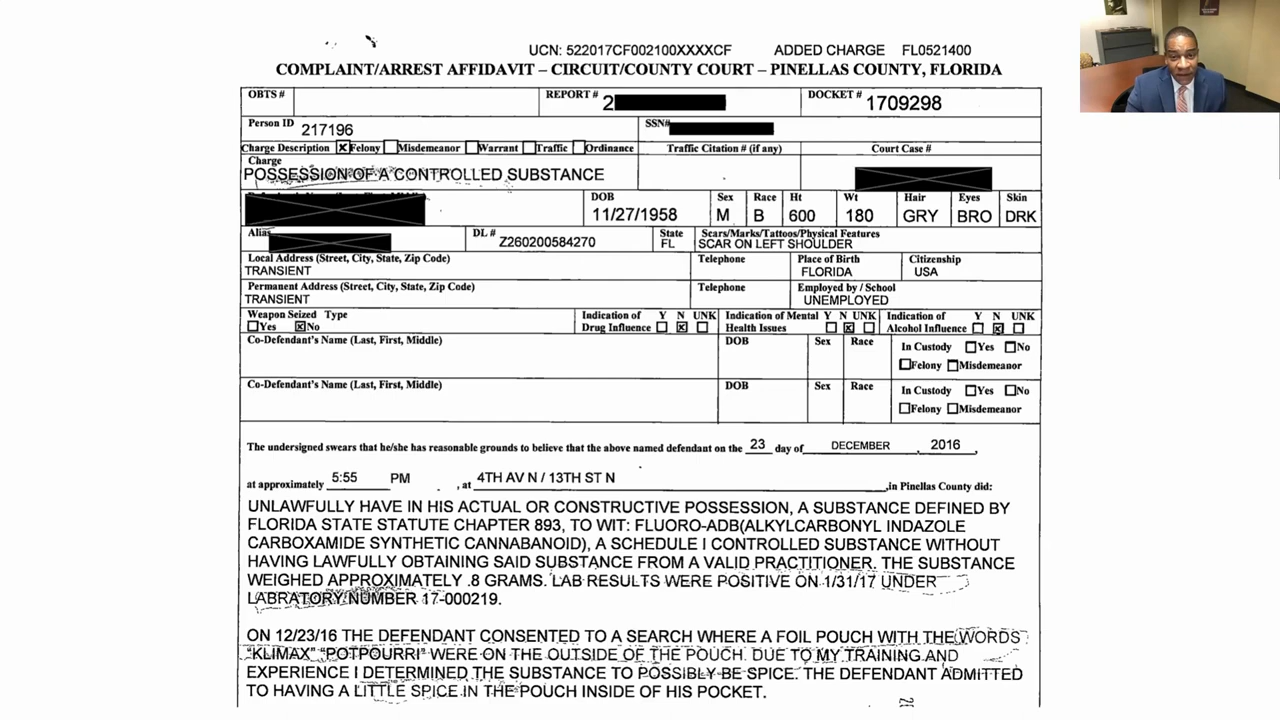 UCN: 522017CF002100XXXXCF ADDED CHARGE FL0521400
COMPLAINT/ARREST AFFIDAVIT – CIRCUIT/COUNTY COURT – PINELLAS COUNTY, FLORIDA
OBTS # REPORT # 2 DOCKET # 1709298
Person ID 217196 SSN#
Charge Description ☒Felony ☐Misdemeanor ☐Warrant ☐Traffic ☐Ordinance Traffic Citation # (if any) Court Case #
Charge
POSSESSION OF A CONTROLLED SUBSTANCE
DOB Sex Race Ht Wt Hair Eyes Skin
11/27/1958 M B 600 180 GRY BRO DRK
Alias DL # Z260200584270 State FL Scars/Marks/Tattoos/Physical Features
SCAR ON LEFT SHOULDER
Local Address (Street, City, State, Zip Code) Telephone Place of Birth Citizenship
TRANSIENT FLORIDA USA
Permanent Address (Street, City, State, Zip Code) Telephone Employed by / School
TRANSIENT UNEMPLOYED
Weapon Seized Type Indication of Y N UNK Indication of Mental Y N UNK Indication of Y N UNK
☐Yes ☒No Drug Influence ☐ ☒ ☐ Health Issues ☐ ☒ ☐ Alcohol Influence ☐ ☒ ☐
Co-Defendant's Name (Last, First, Middle) DOB Sex Race In Custody ☐Yes ☐No
☐Felony ☐Misdemeanor
Co-Defendant's Name (Last, First, Middle) DOB Sex Race In Custody ☐Yes ☐No
☐Felony ☐Misdemeanor
The undersigned swears that he/she has reasonable grounds to believe that the above named defendant on the 23 day of DECEMBER, 2016,
at approximately 5:55 PM, at 4TH AV N / 13TH ST N ,in Pinellas County did:
UNLAWFULLY HAVE IN HIS ACTUAL OR CONSTRUCTIVE POSSESSION, A SUBSTANCE DEFINED BY
FLORIDA STATE STATUTE CHAPTER 893, TO WIT: FLUORO-ADB(ALKYLCARBONYL INDAZOLE
CARBOXAMIDE SYNTHETIC CANNABANOID), A SCHEDULE I CONTROLLED SUBSTANCE WITHOUT
HAVING LAWFULLY OBTAINING SAID SUBSTANCE FROM A VALID PRACTITIONER. THE SUBSTANCE
WEIGHED APPROXIMATELY .8 GRAMS. LAB RESULTS WERE POSITIVE ON 1/31/17 UNDER
LABRATORY NUMBER 17-000219.
ON 12/23/16 THE DEFENDANT CONSENTED TO A SEARCH WHERE A FOIL POUCH WITH THE WORDS
"KLIMAX" "POTPOURRI" WERE ON THE OUTSIDE OF THE POUCH. DUE TO MY TRAINING AND
EXPERIENCE I DETERMINED THE SUBSTANCE TO POSSIBLY BE SPICE. THE DEFENDANT ADMITTED
TO HAVING A LITTLE SPICE IN THE POUCH INSIDE OF HIS POCKET.